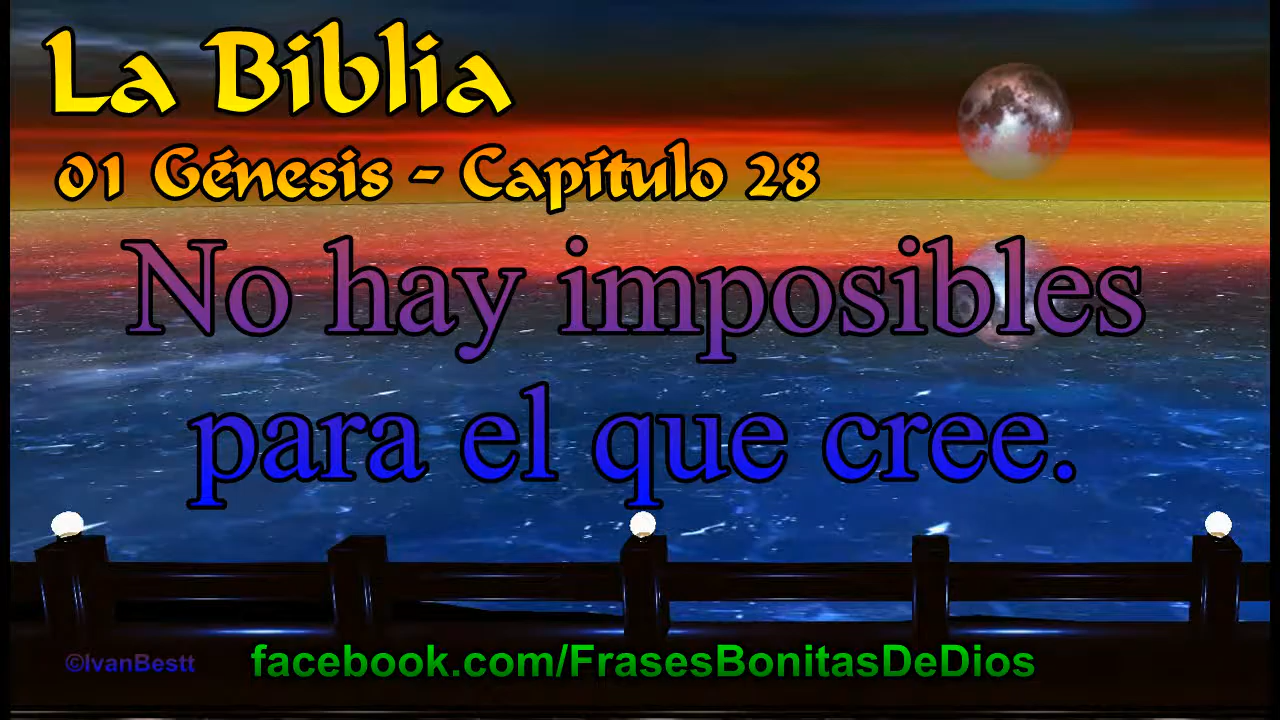 La Biblia
01 Génesis - Capítulo 28
No hay imposibles
para el que cree.
©IvanBestt
facebook.com/FrasesBonitasDeDios